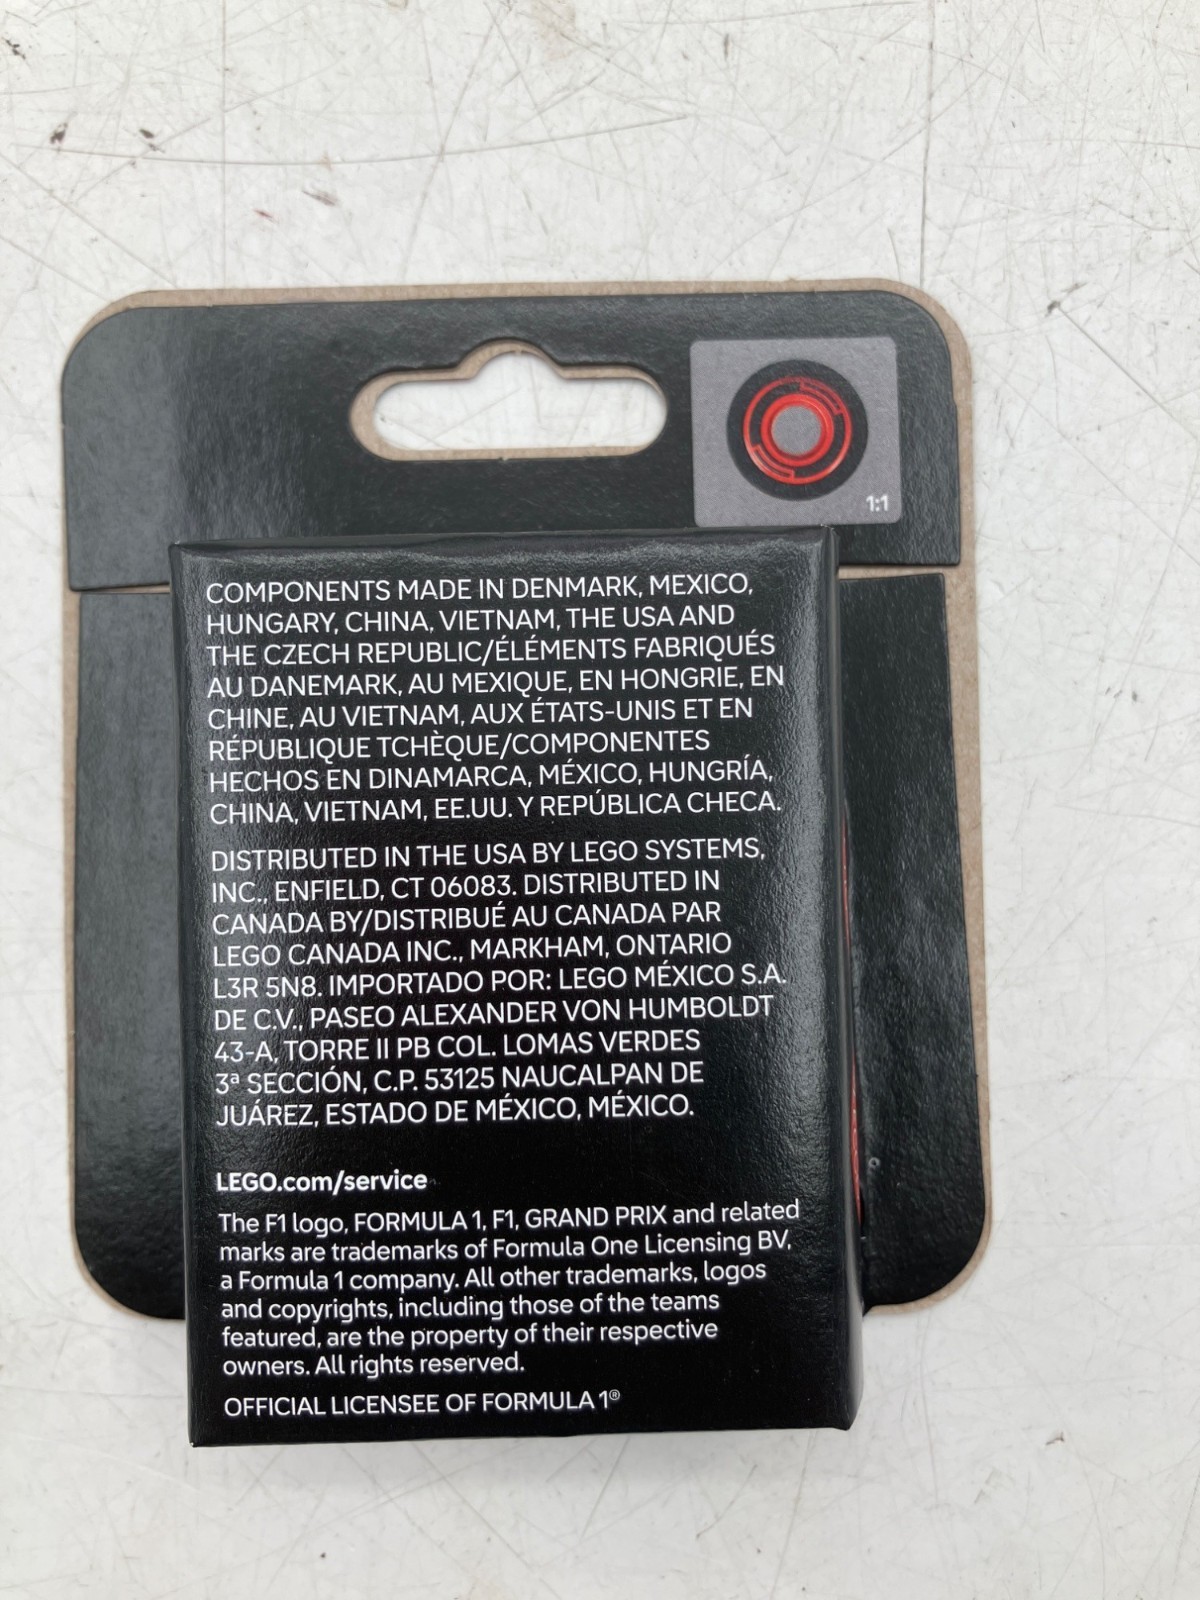 1:1
COMPONENTS MADE IN DENMARK, MEXICO,
HUNGARY, CHINA, VIETNAM, THE USA AND
THE CZECH REPUBLIC/ÉLÉMENTS FABRIQUÉS
AU DANEMARK, AU MEXIQUE, EN HONGRIE, EN
CHINE, AU VIETNAM, AUX ÉTATS-UNIS ET EN
RÉPUBLIQUE TCHÈQUE/COMPONENTES
HECHOS EN DINAMARCA, MÉXICO, HUNGRÍA,
CHINA, VIETNAM, EE.UU. Y REPÚBLICA CHECA.
DISTRIBUTED IN THE USA BY LEGO SYSTEMS,
INC., ENFIELD, CT 06083. DISTRIBUTED IN
CANADA BY/DISTRIBUÉ AU CANADA PAR
LEGO CANADA INC., MARKHAM, ONTARIO
L3R 5N8. IMPORTADO POR: LEGO MÉXICO S.A.
DE C.V., PASEO ALEXANDER VON HUMBOLDT
43-A, TORRE II PB COL. LOMAS VERDES
3ª SECCIÓN, C.P. 53125 NAUCALPAN DE
JUÁREZ, ESTADO DE MÉXICO, MÉXICO.
LEGO.com/service
The F1 logo, FORMULA 1, F1, GRAND PRIX and related
marks are trademarks of Formula One Licensing BV,
a Formula 1 company. All other trademarks, logos
and copyrights, including those of the teams
featured, are the property of their respective
owners. All rights reserved.
OFFICIAL LICENSEE OF FORMULA 1®